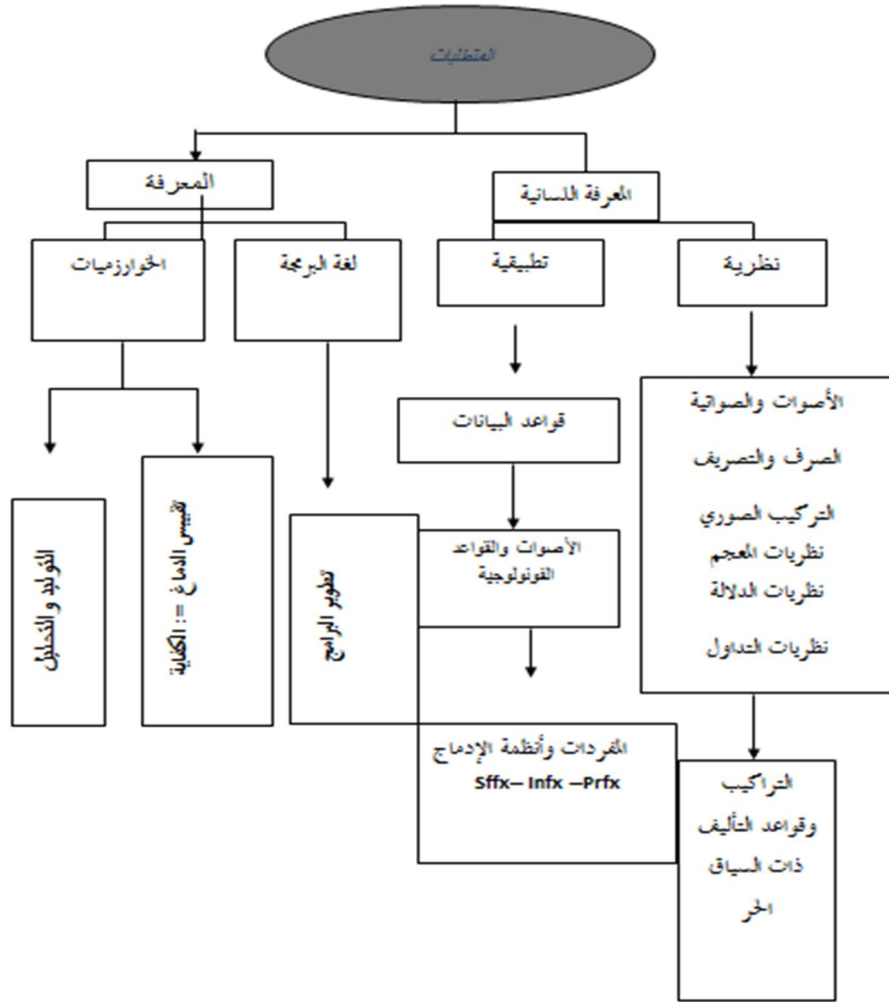 المتطلبات
المعرفة اللسانية
المعرفة
نظرية
تطبيقية
لغة البرمجة
الخوارزميات
الأصوات والصواتية
الصرف والتصريف
التركيب الصوري
نظريات المعجم
نظريات الدلالة
نظريات التداول
قواعد البيانات
الأصوات والقواعد
الفونولوجية
تطوير البرامج
تقييس الدماغ =: الكفاية
التوليد والتحليل
المفردات وأنظمة الإدماج
Sffx– Infx –Prfx
التراكيب
وقواعد التأليف
ذات السياق
الحر